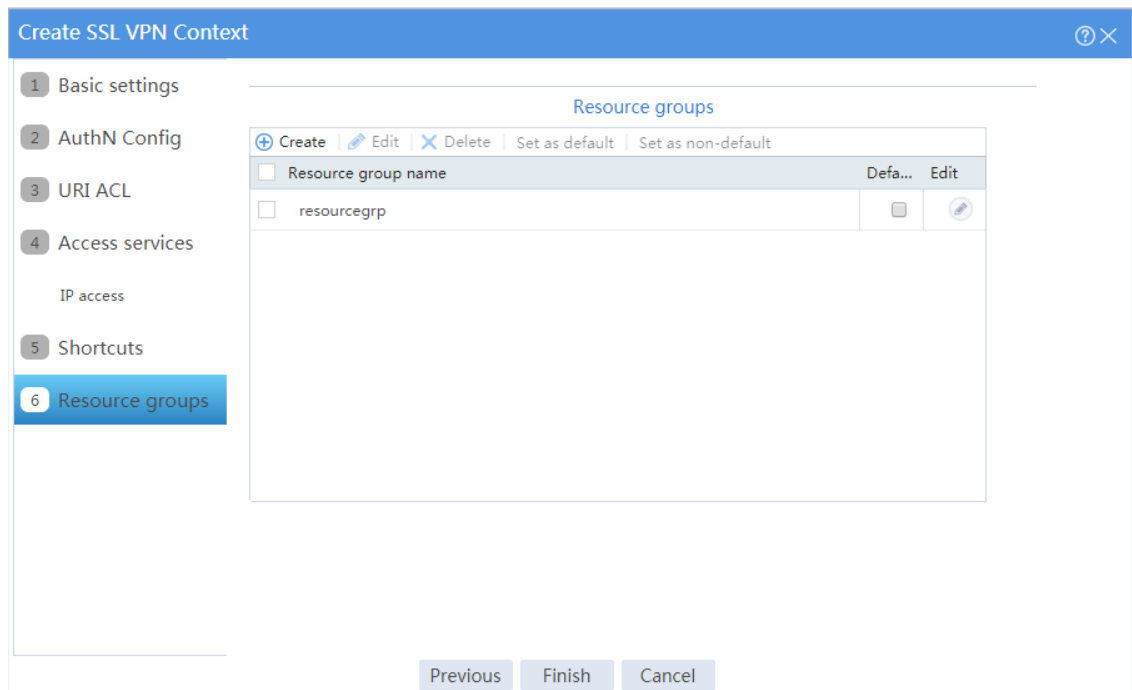 Create SSL VPN Context
1 Basic settings
2 AuthN Config
3 URI ACL
4 Access services
IP access
5 Shortcuts
6 Resource groups
Resource groups
Create Edit Delete Set as default Set as non-default
Resource group name Defa... Edit
resourcegrp
Previous Finish Cancel